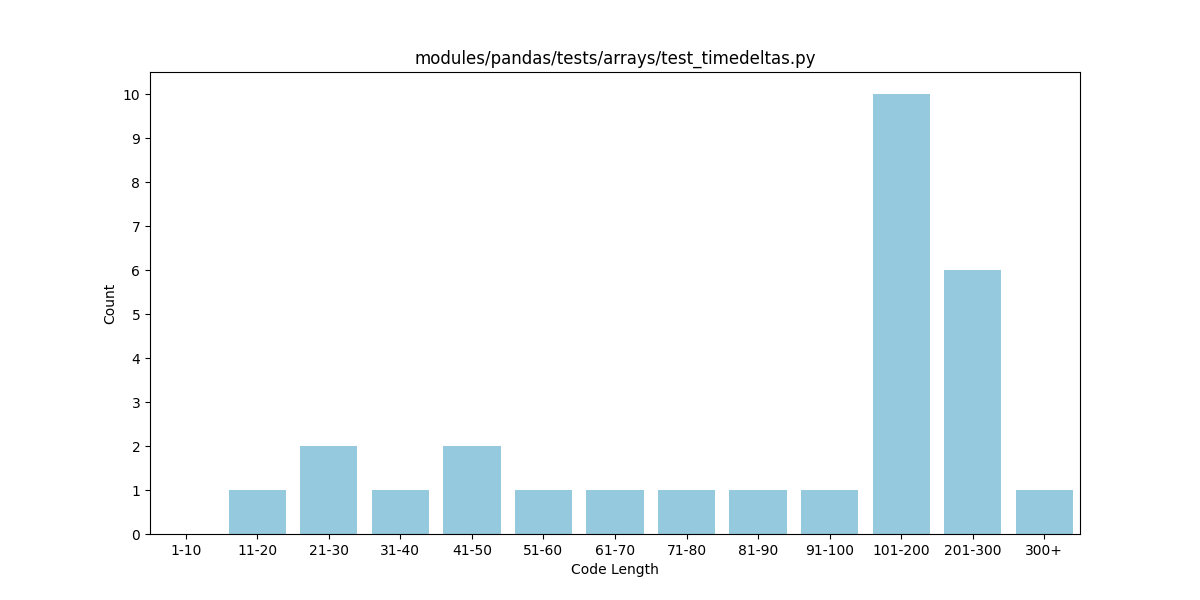 modules/pandas/tests/arrays/test_timedeltas.py
Count
10
9
8
7
6
5
4
3
2
1
0
1-10 11-20 21-30 31-40 41-50 51-60 61-70 71-80 81-90 91-100 101-200 201-300 300+
Code Length